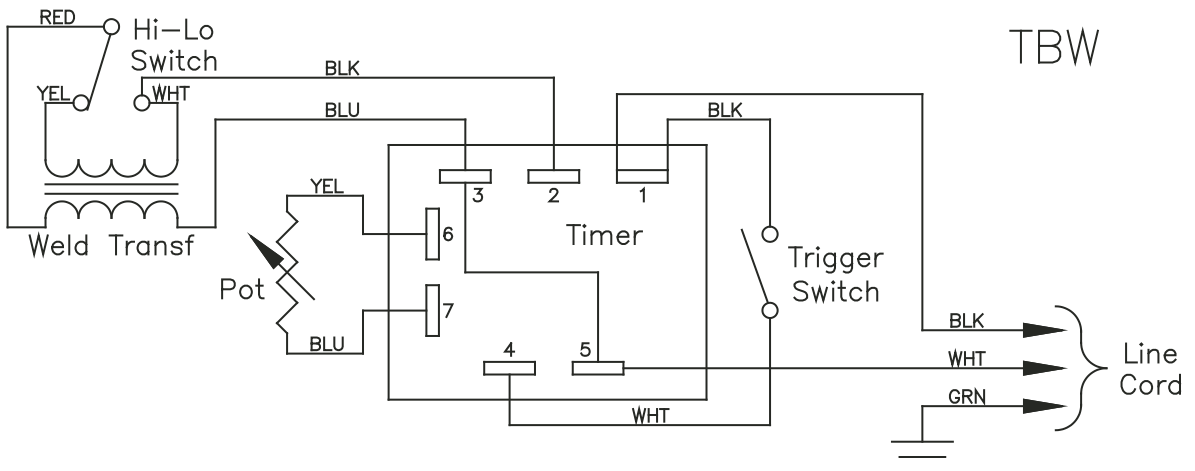 RED
Hi-Lo
Switch
TBW
BLK
YEL
WHT
BLU
BLK
3
2
1
YEL
Timer
6
Weld Transf
Trigger
Switch
Pot
7
BLK
BLU
4
5
WHT
Line
Cord
GRN
WHT